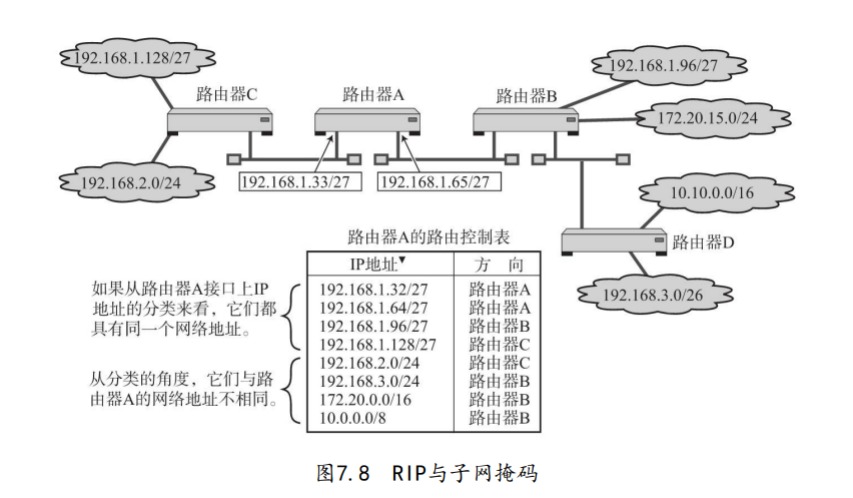 192.168.1.128/27
192.168.1.96/27
路由器C
路由器A
路由器B
172.20.15.0/24
192.168.2.0/24
192.168.1.33/27
192.168.1.65/27
10.10.0.0/16
路由器D
192.168.3.0/26
路由器A的路由控制表
IP地址▼
方 向
如果从路由器A接口上IP
地址的分类来看，它们都
具有同一个网络地址。
192.168.1.32/27 路由器A
192.168.1.64/27 路由器A
192.168.1.96/27 路由器B
192.168.1.128/27 路由器C
从分类的角度，它们与路
由器A的网络地址不相同。
192.168.2.0/24 路由器C
192.168.3.0/24 路由器B
172.20.0.0/16 路由器B
10.0.0.0/8 路由器B
图7.8 RIP与子网掩码